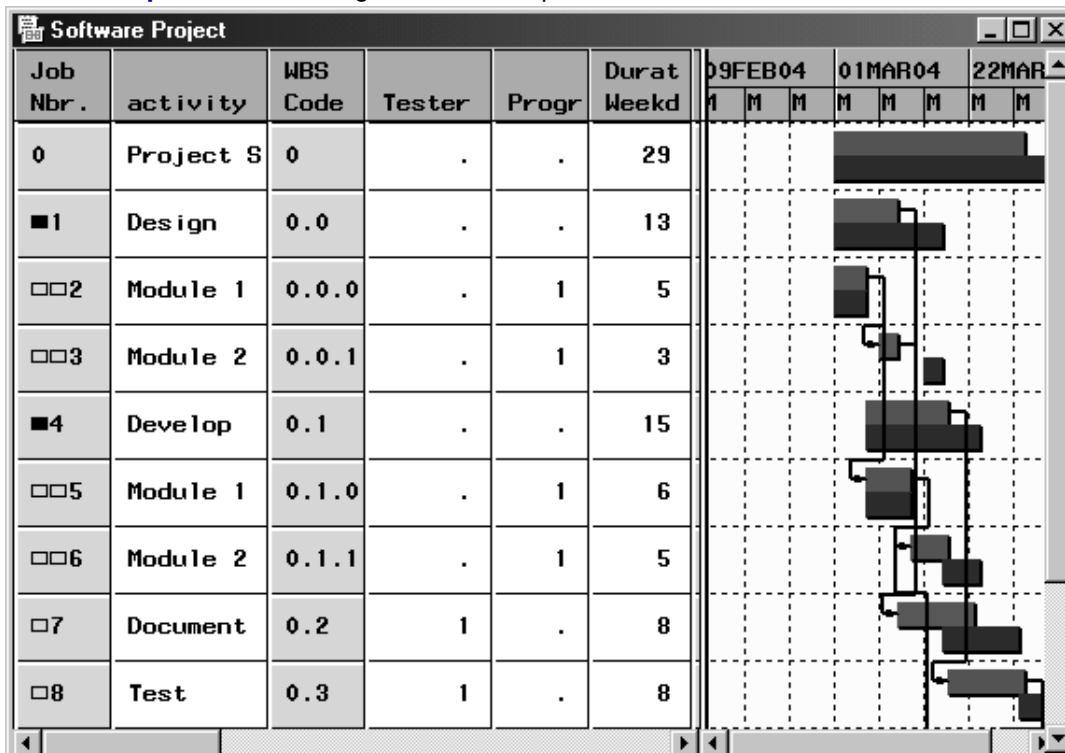 Software Project
Job Nbr. activity WBS Code Tester Progr Durat Weekd 09FEB04 01MAR04 22MAR
M M M M M M M M
0 Project S 0 . . 29
1 Design 0.0 . . 13
2 Module 1 0.0.0 . 1 5
3 Module 2 0.0.1 . 1 3
4 Develop 0.1 . . 15
5 Module 1 0.1.0 . 1 6
6 Module 2 0.1.1 . 1 5
7 Document 0.2 1 . 8
8 Test 0.3 1 . 8